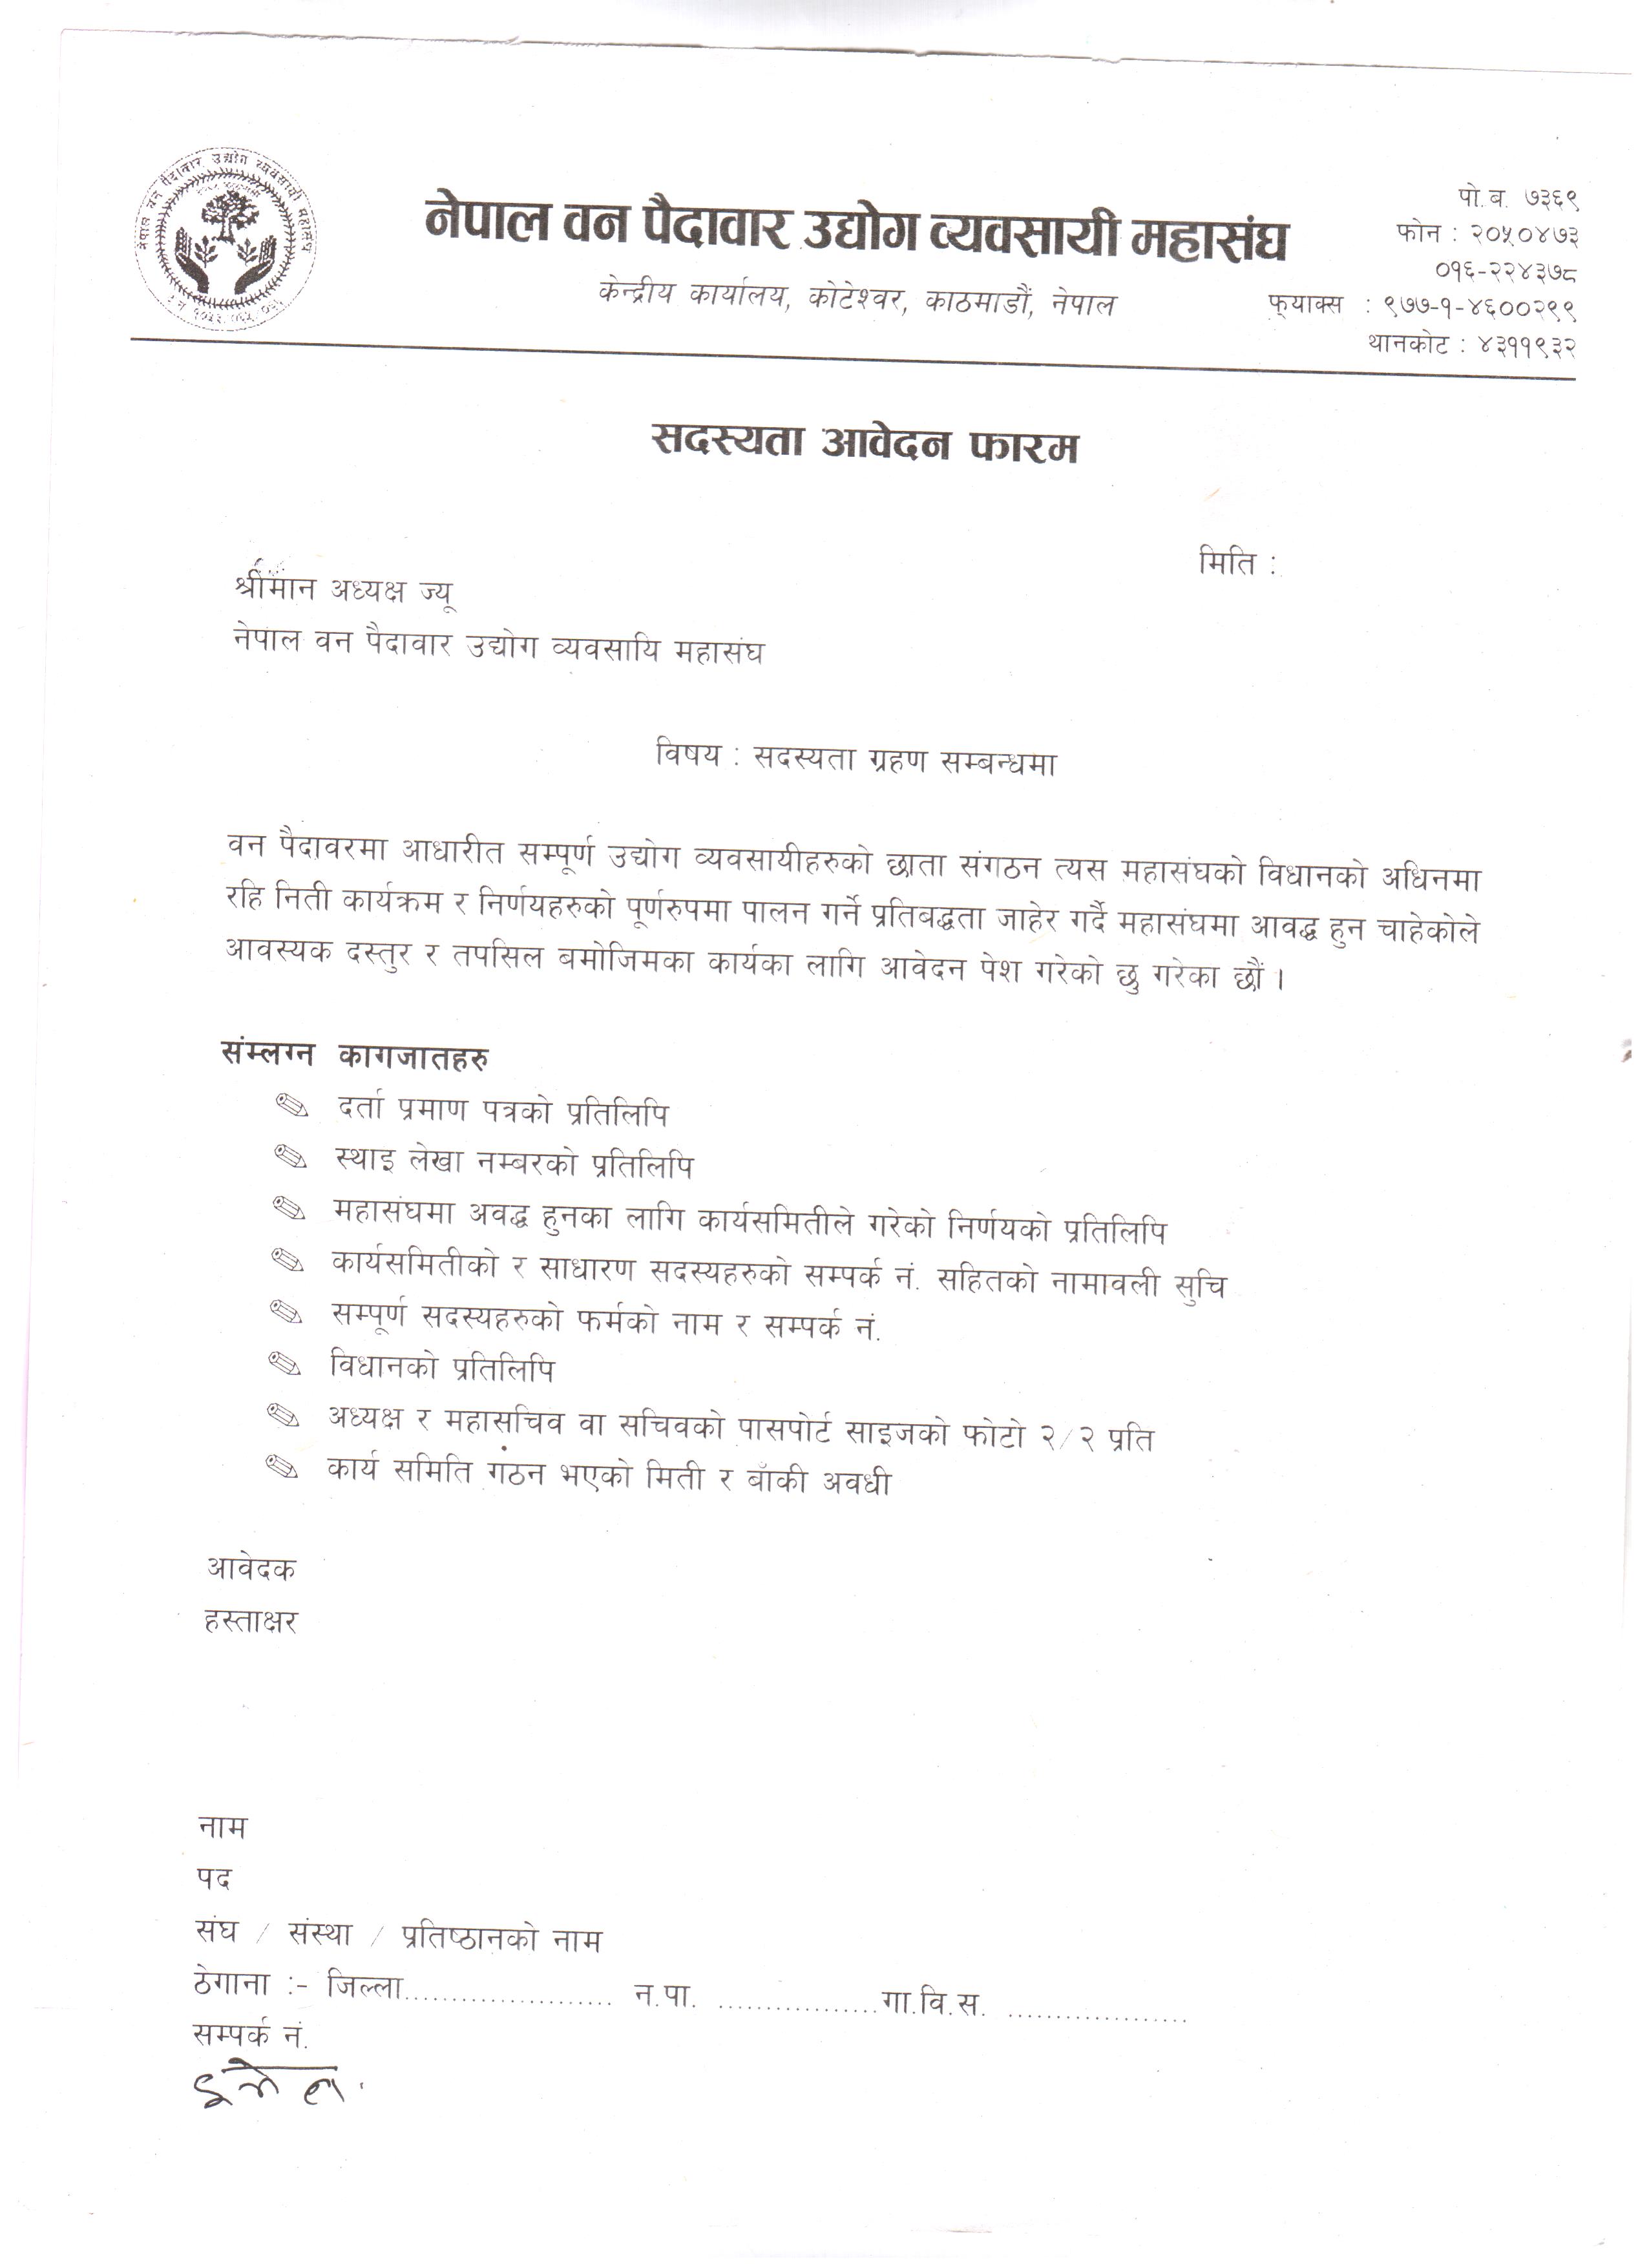 नेपाल वन पैदावार उद्योग व्यवसायी महासंघ
नेपाल वन पैदावार उद्योग व्यवसायी महासंघ
केन्द्रीय कार्यालय, कोटेश्वर, काठमाडौं, नेपाल
पो.ब. ७३६९
फोन : २०५०४७३
०१६-२२४३७८
फ्याक्स : ९७७-१-४६००२९९
थानकोट : ४३११९३२
सदस्यता आवेदन फारम
मिति :
श्रीमान अध्यक्ष ज्यू
नेपाल वन पैदावार उद्योग व्यवसायि महासंघ
विषय : सदस्यता ग्रहण सम्बन्धमा
वन पैदावरमा आधारीत सम्पूर्ण उद्योग व्यवसायीहरुको छाता संगठन त्यस महासंघको विधानको अधिनमा
रहि निती कार्यक्रम र निर्णयहरुको पूर्णरुपमा पालन गर्ने प्रतिबद्धता जाहेर गर्दै महासंघमा आवद्ध हुन चाहेकोले
आवस्यक दस्तुर र तपसिल बमोजिमका कार्यका लागि आवेदन पेश गरेको छु गरेका छौं ।
संम्लग्न कागजातहरु
दर्ता प्रमाण पत्रको प्रतिलिपि
स्थाइ लेखा नम्बरको प्रतिलिपि
महासंघमा अवद्ध हुनका लागि कार्यसमितीले गरेको निर्णयको प्रतिलिपि
कार्यसमितीको र साधारण सदस्यहरुको सम्पर्क नं. सहितको नामावली सुचि
सम्पूर्ण सदस्यहरुको फर्मको नाम र सम्पर्क नं.
विधानको प्रतिलिपि
अध्यक्ष र महासचिव वा सचिवको पासपोर्ट साइजको फोटो २/२ प्रति
कार्य समिति गंठन भएको मिती र बाँकी अवधी
आवेदक
हस्ताक्षर
नाम
पद
संघ / संस्था / प्रतिष्ठानको नाम
ठेगाना :- जिल्ला...................... न.पा. .................गा.वि.स. ...................
सम्पर्क नं.
इमेल.